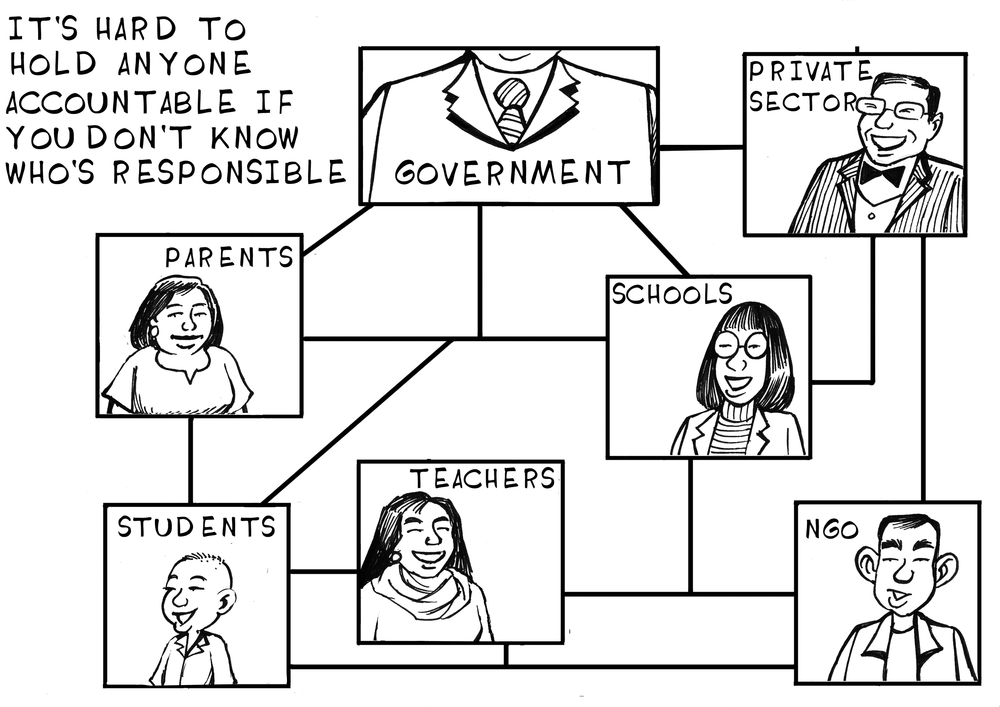 IT'S HARD TO
HOLD ANYONE
ACCOUNTABLE IF
YOU DON'T KNOW
WHO'S RESPONSIBLE
GOVERNMENT
PRIVATE
SECTOR
PARENTS
SCHOOLS
TEACHERS
STUDENTS
NGO